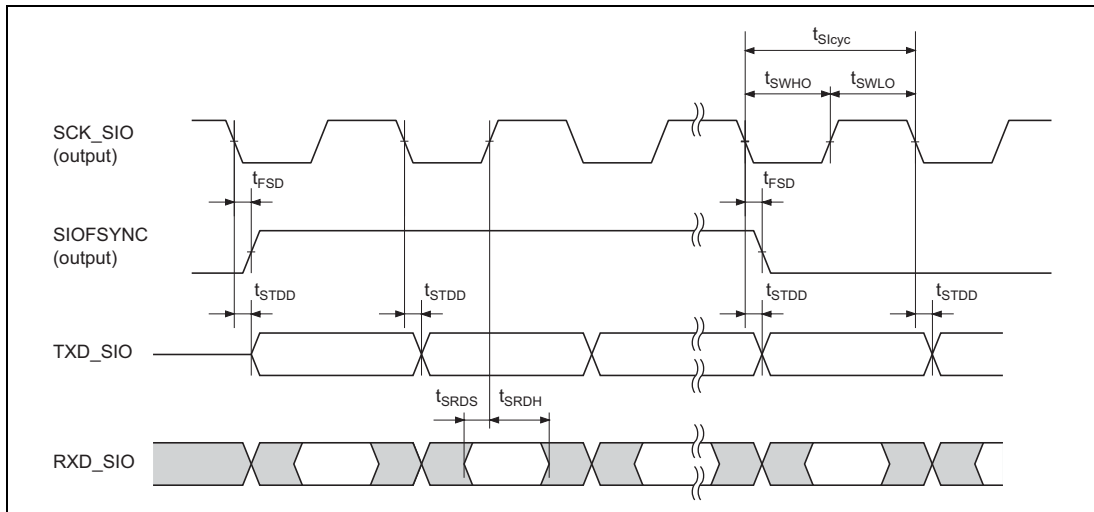 tSIcyc
tSWHO tSWLO
SCK_SIO
(output)
tFSD tFSD
SIOFSYNC
(output)
tSTDD tSTDD tSTDD tSTDD
TXD_SIO
tSRDS tSRDH
RXD_SIO